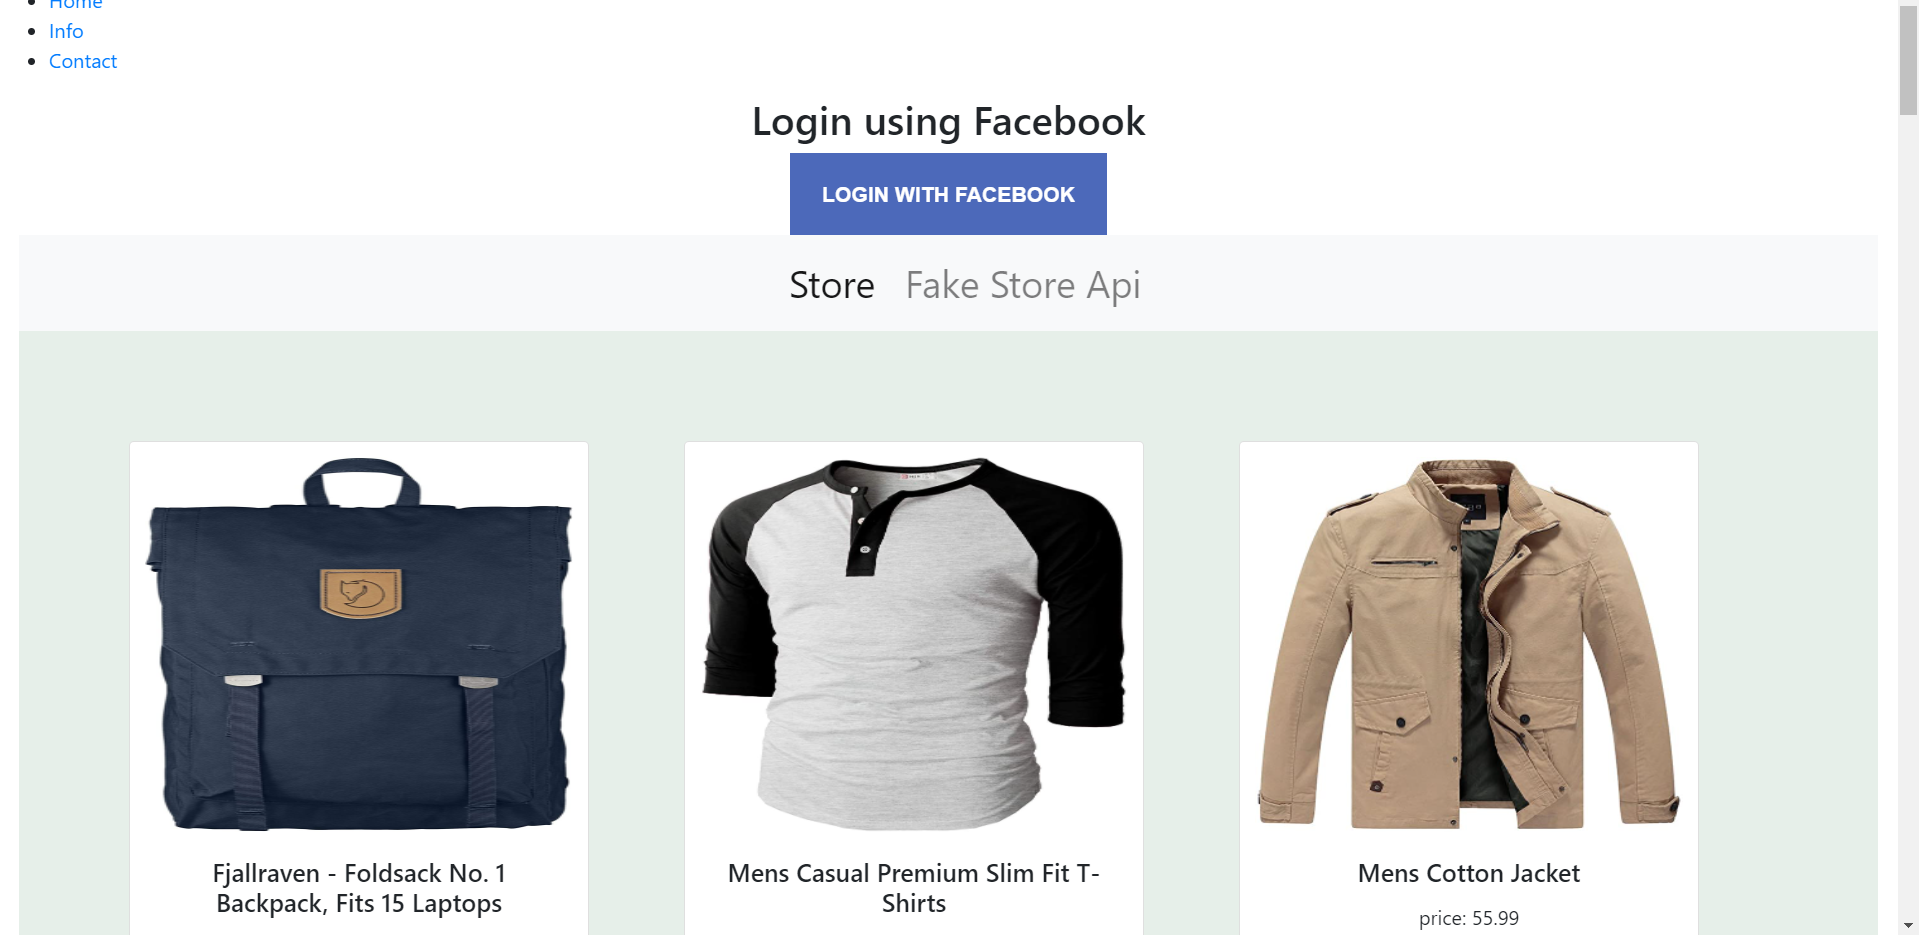 Home
Info
Contact
Login using Facebook
LOGIN WITH FACEBOOK
Store Fake Store Api
Fjallraven - Foldsack No. 1
Backpack, Fits 15 Laptops
Mens Casual Premium Slim Fit T-
Shirts
Mens Cotton Jacket
price: 55.99